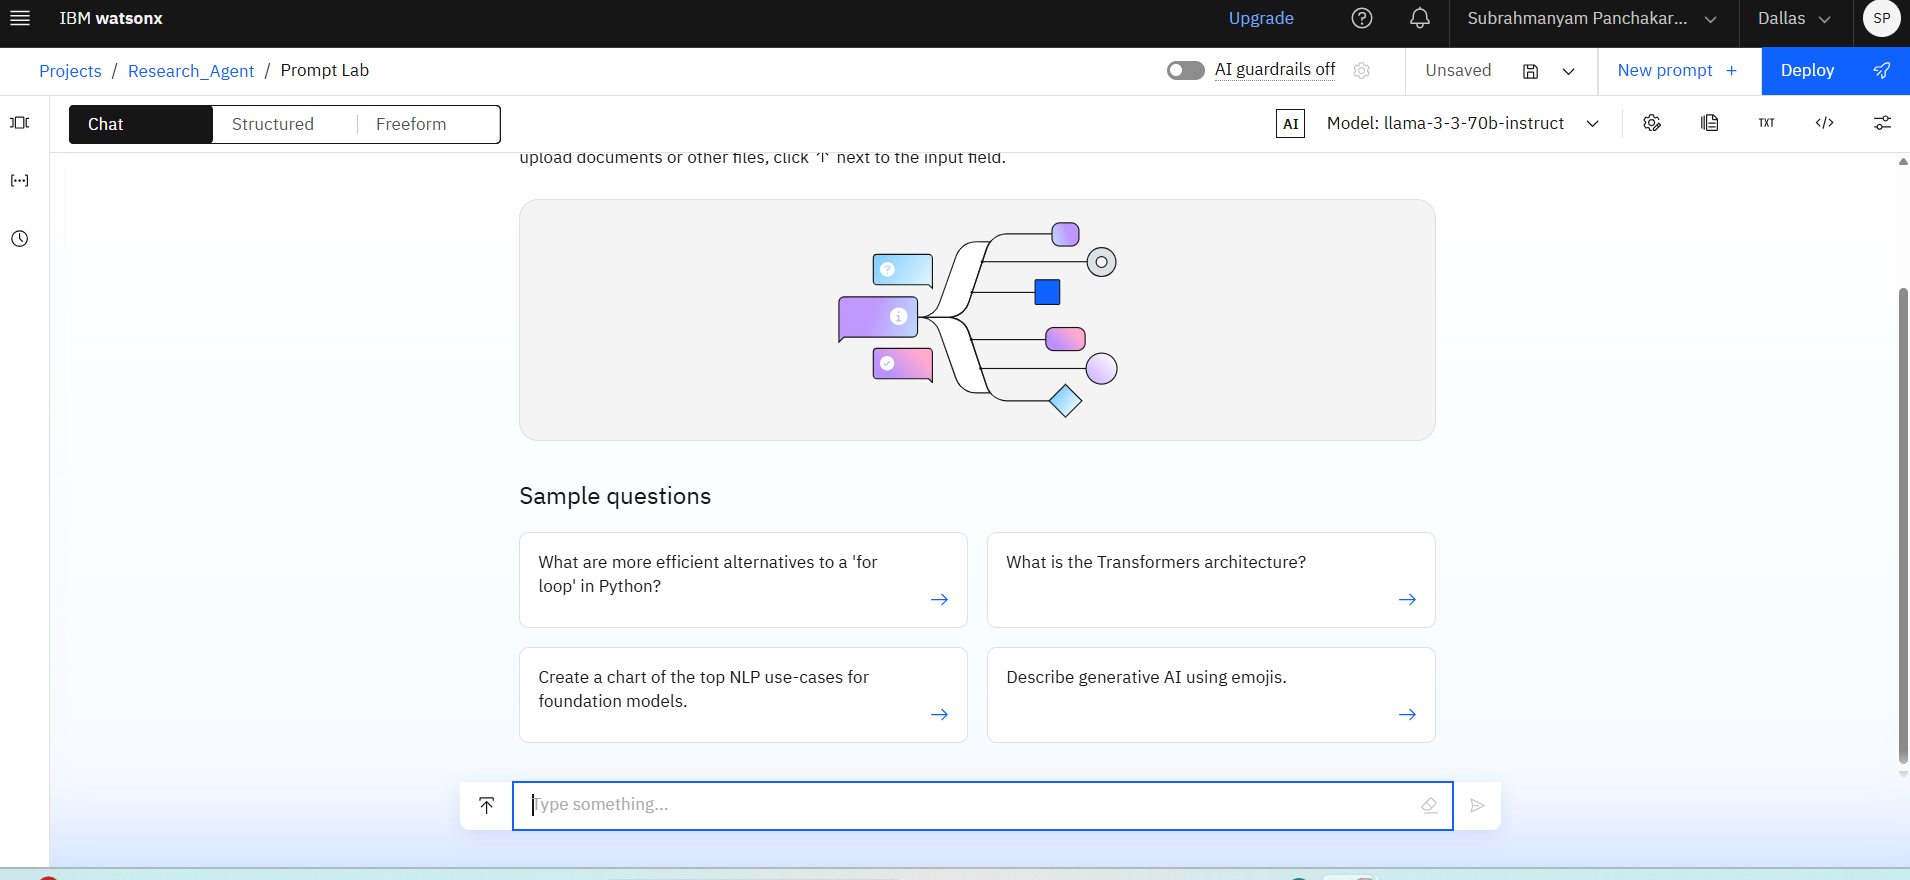 IBM watsonx
Upgrade
Subrahmanyam Panchakar...
Dallas
SP
Projects / Research_Agent / Prompt Lab
AI guardrails off
Unsaved
New prompt +
Deploy
Chat
Structured
Freeform
AI
Model: llama-3-3-70b-instruct
TXT
upload documents or other files, click ↑ next to the input field.
?
i
Sample questions
What are more efficient alternatives to a 'for
loop' in Python?
What is the Transformers architecture?
Create a chart of the top NLP use-cases for
foundation models.
Describe generative AI using emojis.
Type something...